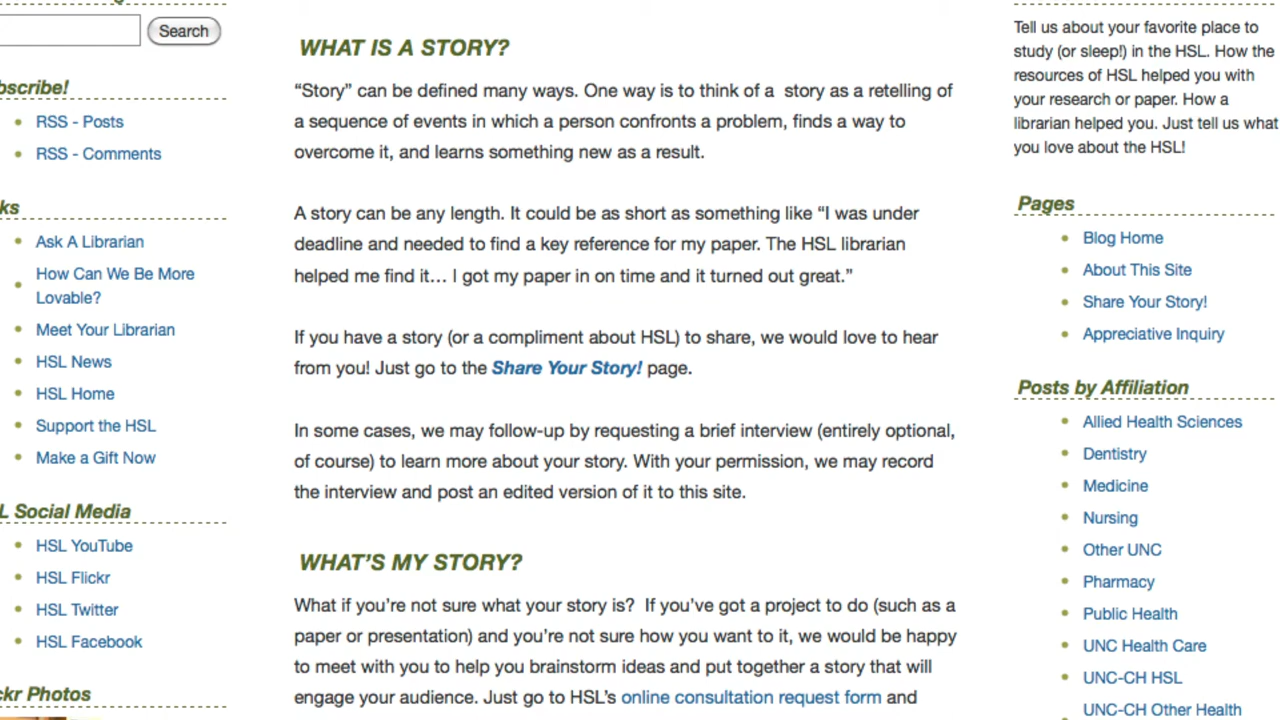 Search
bscribe!
RSS - Posts
RSS - Comments
ks
Ask A Librarian
How Can We Be More
Lovable?
Meet Your Librarian
HSL News
HSL Home
Support the HSL
Make a Gift Now
L Social Media
HSL YouTube
HSL Flickr
HSL Twitter
HSL Facebook
ckr Photos
WHAT IS A STORY?
“Story” can be defined many ways. One way is to think of a  story as a retelling of
a sequence of events in which a person confronts a problem, finds a way to
overcome it, and learns something new as a result.
A story can be any length. It could be as short as something like “I was under
deadline and needed to find a key reference for my paper. The HSL librarian
helped me find it… I got my paper in on time and it turned out great.”
If you have a story (or a compliment about HSL) to share, we would love to hear
from you! Just go to the Share Your Story! page.
In some cases, we may follow-up by requesting a brief interview (entirely optional,
of course) to learn more about your story. With your permission, we may record
the interview and post an edited version of it to this site.
WHAT’S MY STORY?
What if you’re not sure what your story is?  If you’ve got a project to do (such as a
paper or presentation) and you’re not sure how you want to it, we would be happy
to meet with you to help you brainstorm ideas and put together a story that will
engage your audience. Just go to HSL’s online consultation request form and
Tell us about your favorite place to
study (or sleep!) in the HSL. How the
resources of HSL helped you with
your research or paper. How a
librarian helped you. Just tell us what
you love about the HSL!
Pages
Blog Home
About This Site
Share Your Story!
Appreciative Inquiry
Posts by Affiliation
Allied Health Sciences
Dentistry
Medicine
Nursing
Other UNC
Pharmacy
Public Health
UNC Health Care
UNC-CH HSL
UNC-CH Other Health